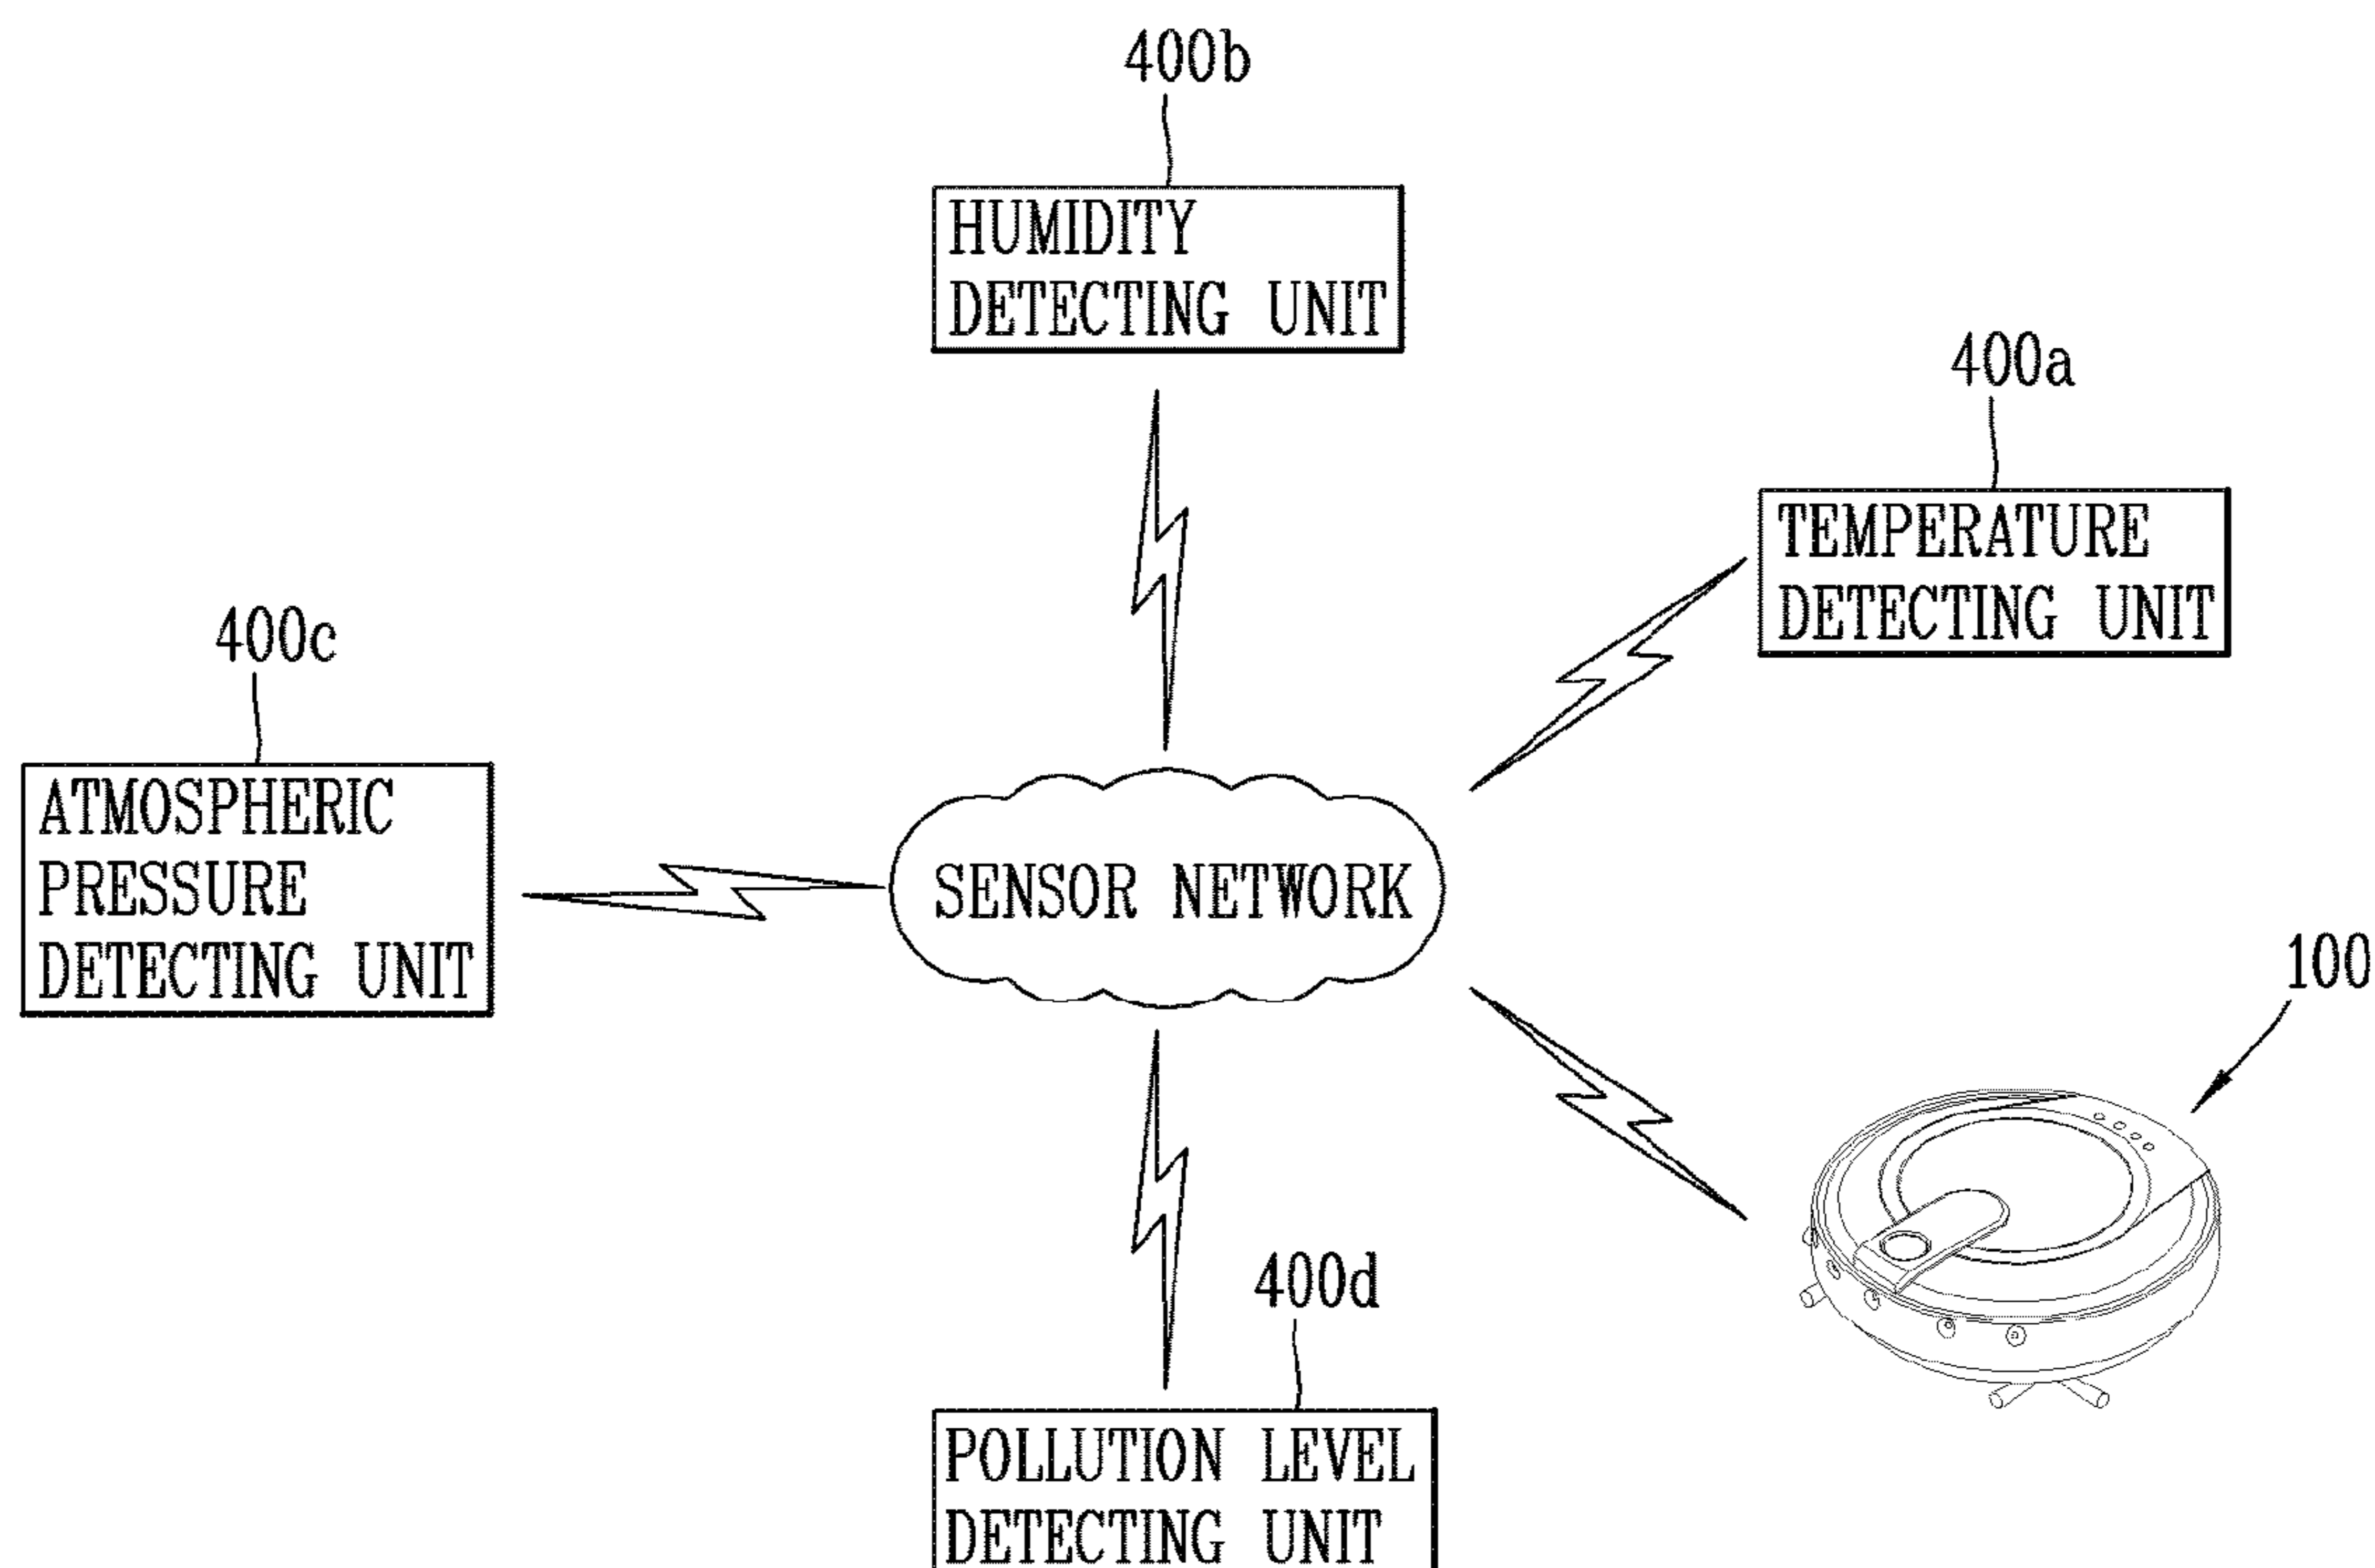 400b
HUMIDITY
DETECTING UNIT
400a
TEMPERATURE
DETECTING UNIT
400c
ATMOSPHERIC
PRESSURE
DETECTING UNIT
SENSOR NETWORK
100
400d
POLLUTION LEVEL
DETECTING UNIT